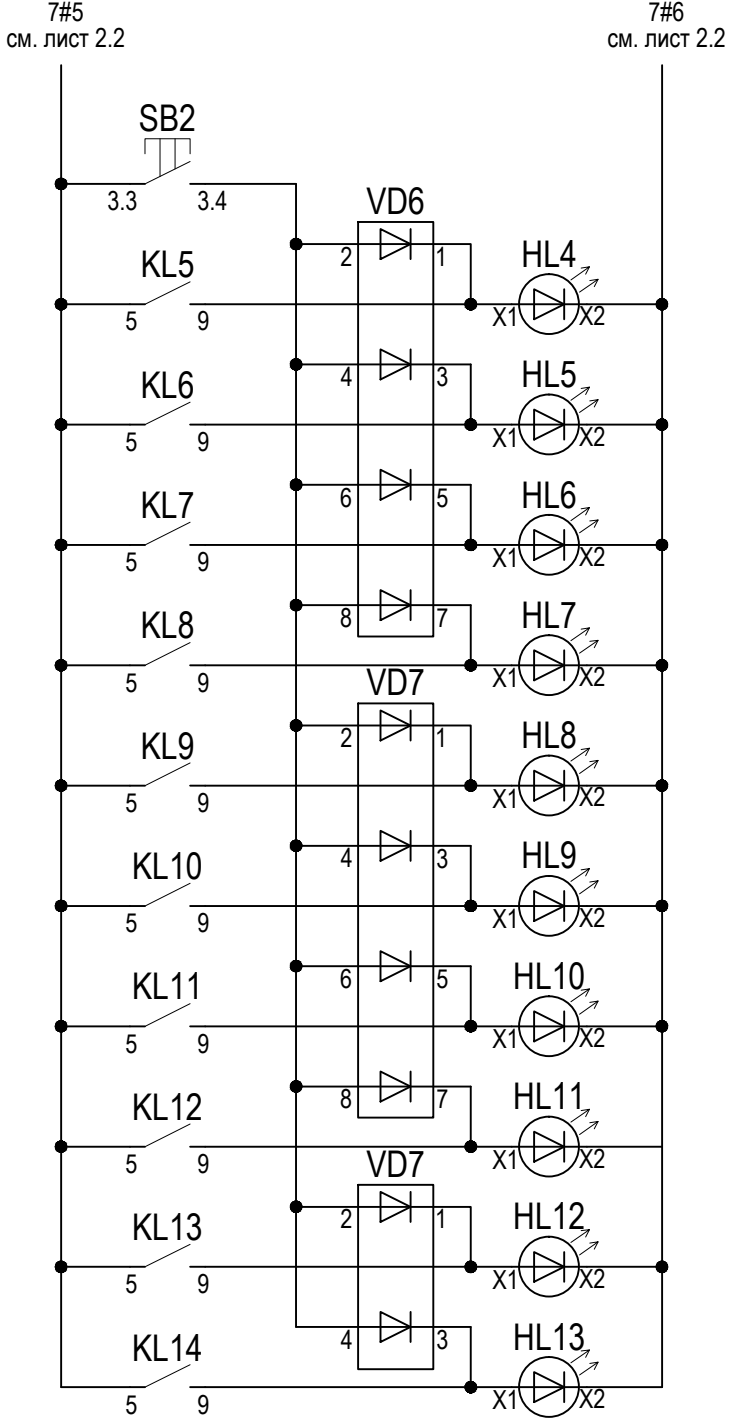 7#5 7#6
см. лист 2.2 см. лист 2.2
SB2
3.3 3.4
VD6
2 1
KL5 HL4
5 9 X1 X2
4 3
KL6 HL5
5 9 X1 X2
6 5
KL7 HL6
5 9 X1 X2
8 7
KL8 HL7
5 9 X1 X2
VD7
2 1
KL9 HL8
5 9 X1 X2
4 3
KL10 HL9
5 9 X1 X2
6 5
KL11 HL10
5 9 X1 X2
8 7
KL12 HL11
5 9 X1 X2
VD7
2 1
KL13 HL12
5 9 X1 X2
4 3
KL14 HL13
5 9 X1 X2